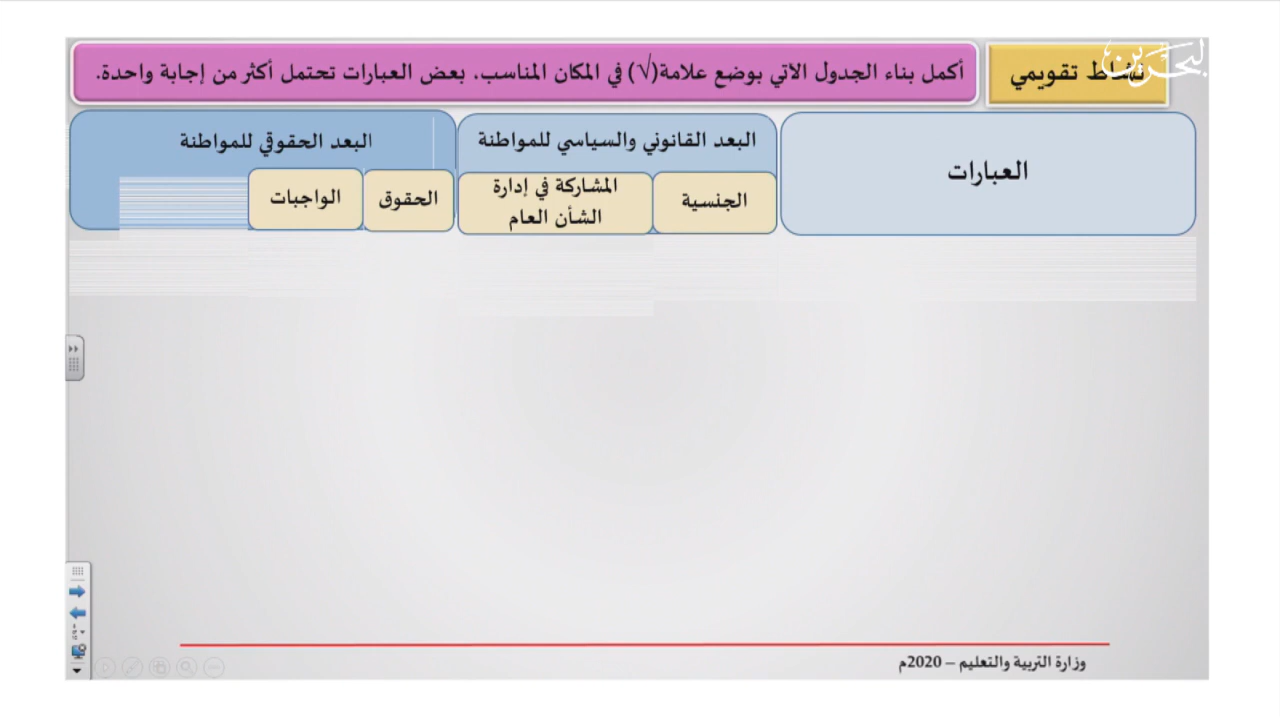 نشاط تقويمي
البحرين
أكمل بناء الجدول الآتي بوضع علامة(√) في المكان المناسب. بعض العبارات تحتمل أكثر من إجابة واحدة.
العبارات
البعد القانوني والسياسي للمواطنة
البعد الحقوقي للمواطنة
الجنسية
المشاركة في إدارة
الشأن العام
الحقوق
الواجبات
وزارة التربية والتعليم – 2020م